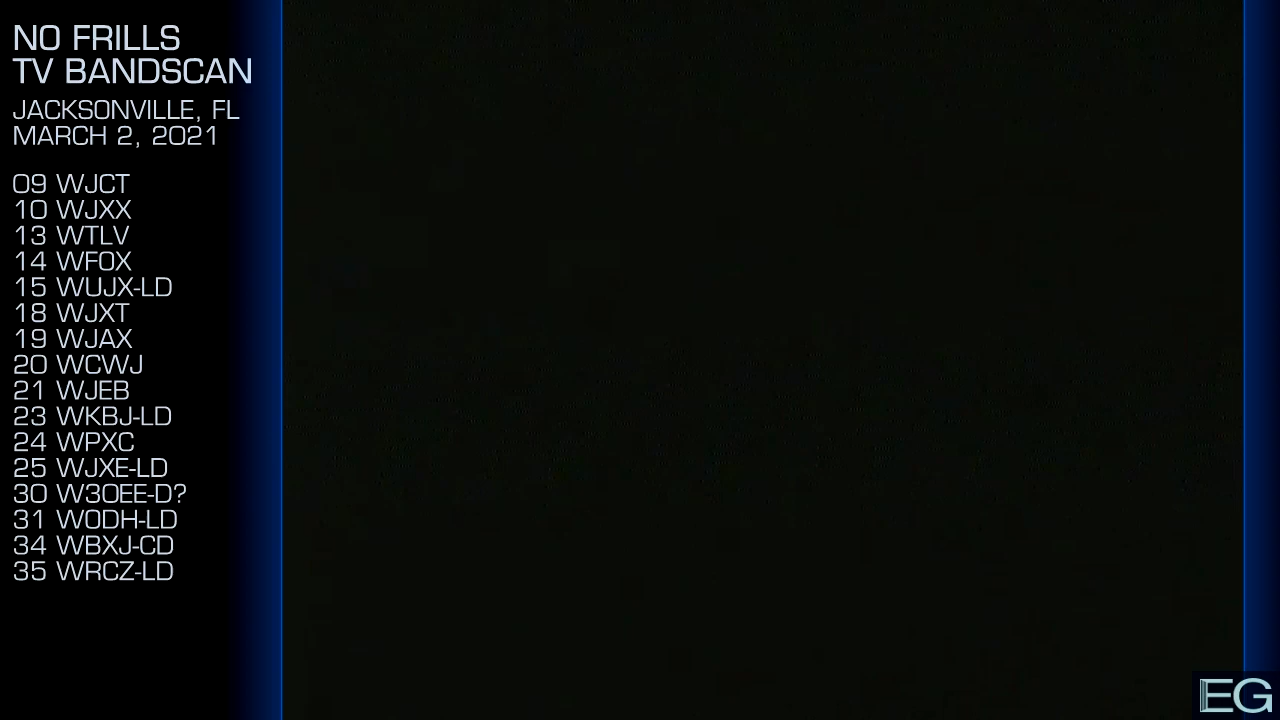 NO FRILLS
TV BANDSCAN
JACKSONVILLE, FL
MARCH 2, 2021
09 WJCT
10 WJXX
13 WTLV
14 WFOX
15 WUJX-LD
18 WJXT
19 WJAX
20 WCWJ
21 WJEB
23 WKBJ-LD
24 WPXC
25 WJXE-LD
30 W30EE-D?
31 WODH-LD
34 WBXJ-CD
35 WRCZ-LD
EG